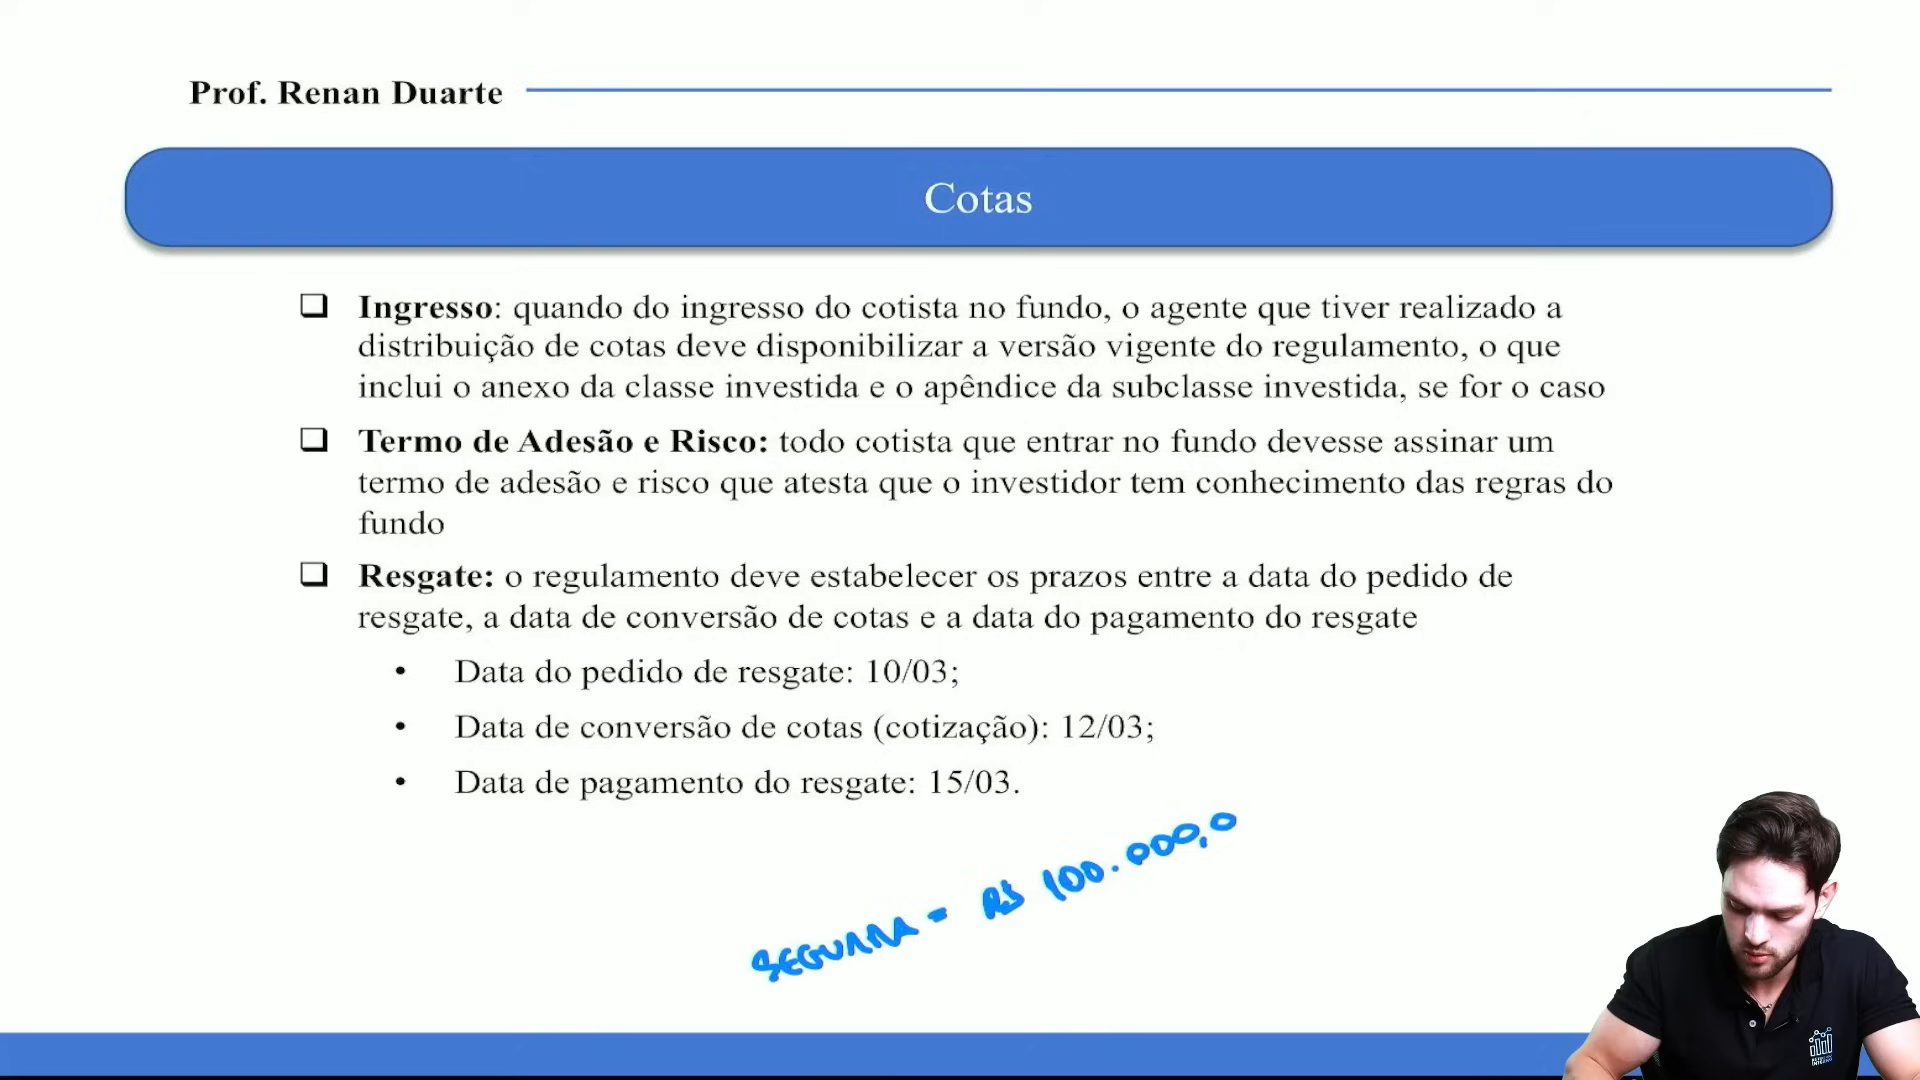 Prof. Renan Duarte
Cotas
❑ Ingresso: quando do ingresso do cotista no fundo, o agente que tiver realizado a
distribuição de cotas deve disponibilizar a versão vigente do regulamento, o que
inclui o anexo da classe investida e o apêndice da subclasse investida, se for o caso
❑ Termo de Adesão e Risco: todo cotista que entrar no fundo devesse assinar um
termo de adesão e risco que atesta que o investidor tem conhecimento das regras do
fundo
❑ Resgate: o regulamento deve estabelecer os prazos entre a data do pedido de
resgate, a data de conversão de cotas e a data do pagamento do resgate
• Data do pedido de resgate: 10/03;
• Data de conversão de cotas (cotização): 12/03;
• Data de pagamento do resgate: 15/03.
SEGUNDA = R$ 100.000,0